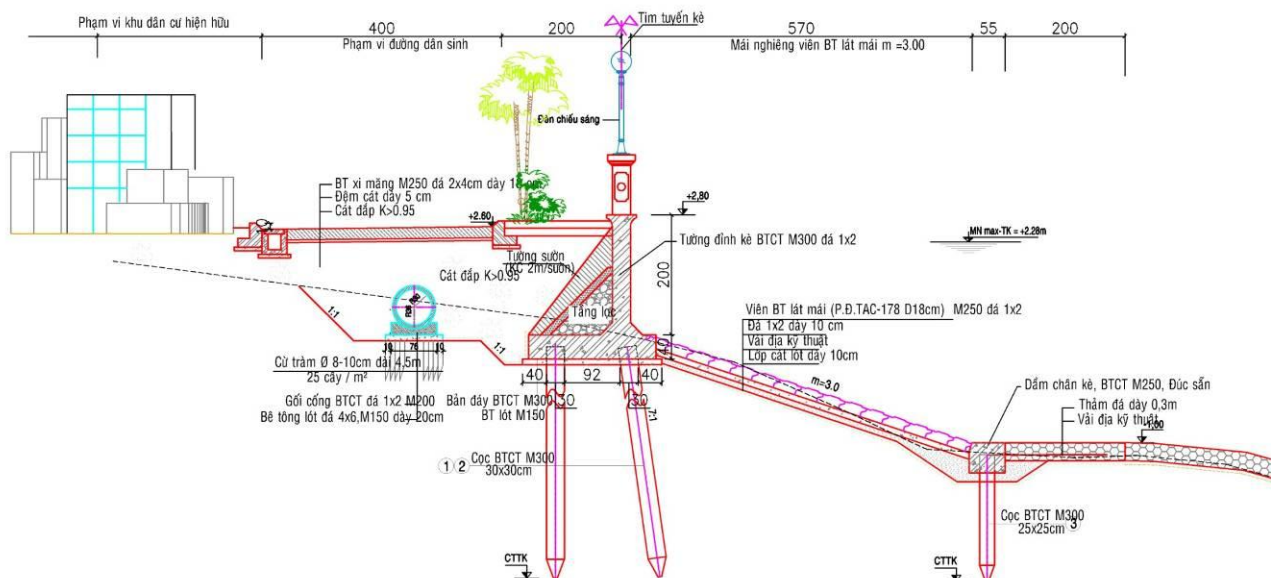 Phạm vi khu dân cư hiện hữu
400
200
Tim tuyến kè
570
55
200
Phạm vi đường dân sinh
Mái nghiêng viên BT lát mái m =3.00
Đèn chiếu sáng
BT xi măng M250 đá 2x4cm dày 18 cm
Đệm cát dày 5 cm
Cát đắp K>0.95
+2.60
+2,80
MN max-TK = +2.28m
Tường đỉnh kè BTCT M300 đá 1x2
Tường sườn
(KC 2m/sườn)
Cát đắp K>0.95
Tầng lọc
200
40
1:1
1:1
Viên BT lát mái (P.Đ.TAC-178 D18cm) M250 đá 1x2
Đá 1x2 dày 10 cm
Vải địa kỹ thuật
Lớp cát lót dày 10cm
m=3.0
10
76
10
Cừ tràm Ø 8-10cm dài 4,5m
25 cây / m²
40
92
40
30
30
7:1
Gối cống BTCT đá 1x2 M200
Bê tông lót đá 4x6,M150 dày 20cm
Bản đáy BTCT M300
BT lót M150
Dầm chân kè, BTCT M250, Đúc sẵn
Thảm đá dày 0,3m
Vải địa kỹ thuật
-1,00
1 2
Cọc BTCT M300
30x30cm
Cọc BTCT M300
25x25cm
3
CTTK
CTTK